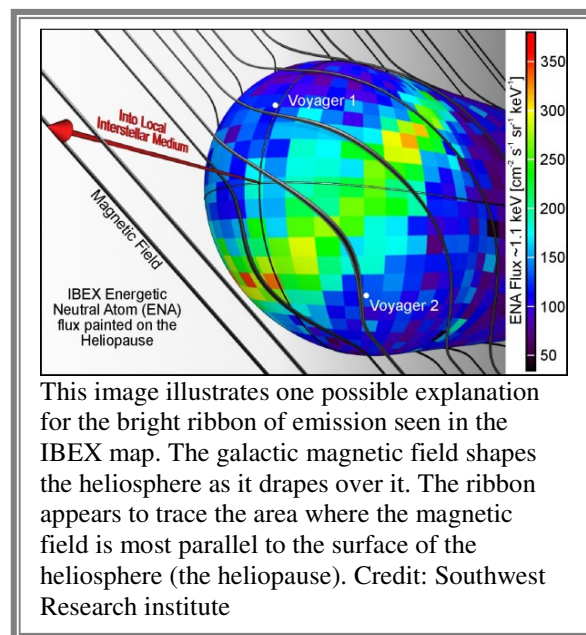 Voyager 1
Into Local
Interstellar Medium
Magnetic Field
IBEX Energetic
Neutral Atom (ENA)
flux painted on the
Heliopause
Voyager 2
ENA Flux ~1.1 keV [cm⁻² s⁻¹ sr⁻¹ keV⁻¹]
350
300
250
200
150
100
50
This image illustrates one possible explanation
for the bright ribbon of emission seen in the
IBEX map. The galactic magnetic field shapes
the heliosphere as it drapes over it. The ribbon
appears to trace the area where the magnetic
field is most parallel to the surface of the
heliosphere (the heliopause). Credit: Southwest
Research institute